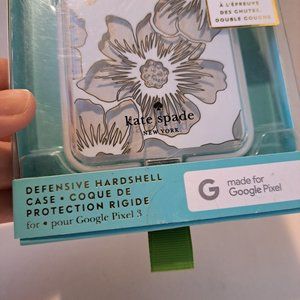 À L'ÉPREUVE
DES CHUTES,
DOUBLE COUCHE
kate spade
NEW YORK
DEFENSIVE HARDSHELL
CASE • COQUE DE
PROTECTION RIGIDE
for • pour Google Pixel 3
G made for
Google Pixel